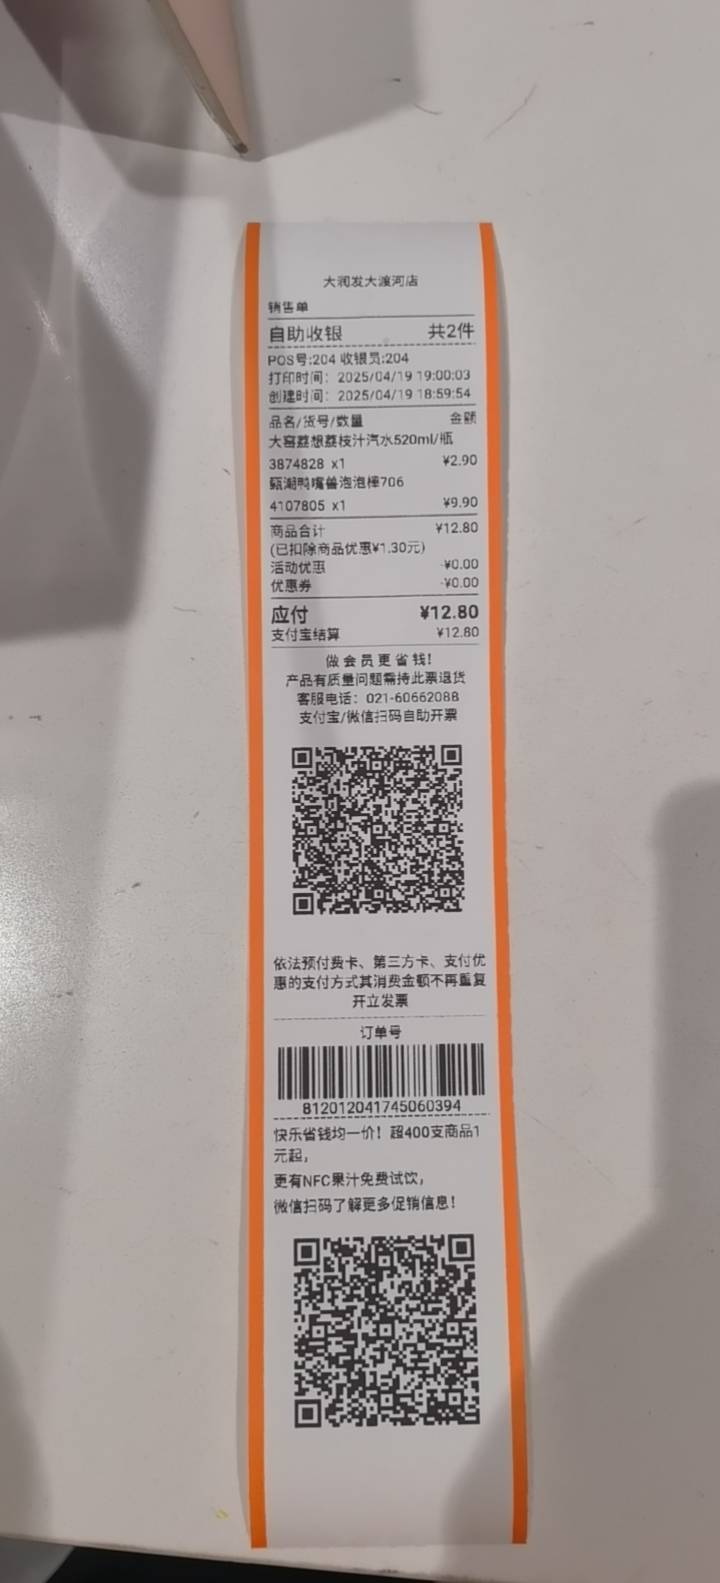 大润发大渡河店
销售单
自助收银 共2件
POS号:204 收银员:204
打印时间: 2025/04/19 19:00:03
创建时间: 2025/04/19 18:59:54
品名/货号/数量 金额
大窑荔想荔枝汁汽水520ml/瓶
3874828 x1 ¥2.90
甄潮鸭嘴兽泡泡棒706
4107805 x1 ¥9.90
商品合计 ¥12.80
(已扣除商品优惠¥1.30元)
活动优惠 -¥0.00
优惠券 -¥0.00
应付 ¥12.80
支付宝结算 ¥12.80
做会员更省钱!
产品有质量问题需持此票退货
客服电话: 021-60662088
支付宝/微信扫码自助开票
依法预付费卡、第三方卡、支付优
惠的支付方式其消费金额不再重复
开立发票
订单号
812012041745060394
快乐省钱均一价! 超400支商品1
元起,
更有NFC果汁免费试饮,
微信扫码了解更多促销信息!